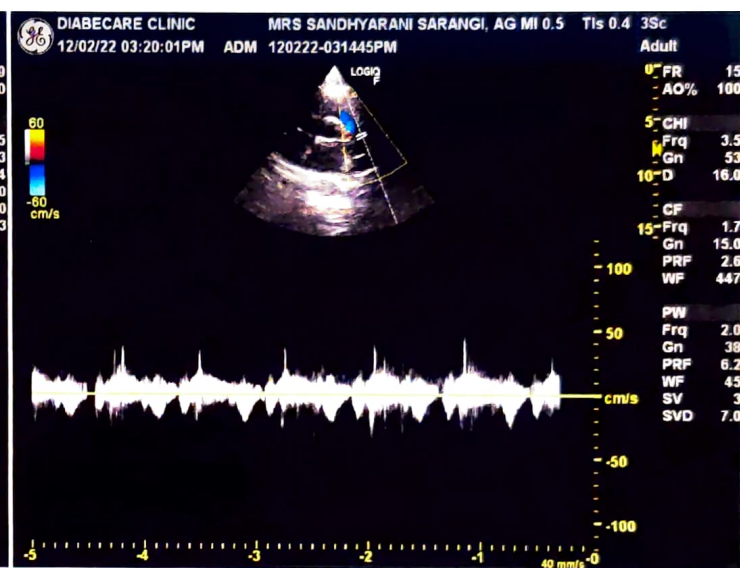 DIABECARE CLINIC MRS SANDHYARANI SARANGI, AG MI 0.5 TIs 0.4 3Sc
12/02/22 03:20:01PM ADM 120222-031445PM Adult
LOGIQ
F
60
-60
cm/s
0
5
10
15
FR 15
AO% 100
CHI
Frq 3.5
Gn 53
D 16.0
CF
Frq 1.7
Gn 15.0
PRF 2.6
WF 447
PW
Frq 2.0
Gn 38
PRF 6.2
WF 45
SV 3
SVD 7.0
100
50
cm/s
-50
-100
-5 -4 -3 -2 -1 -0
40 mm/s